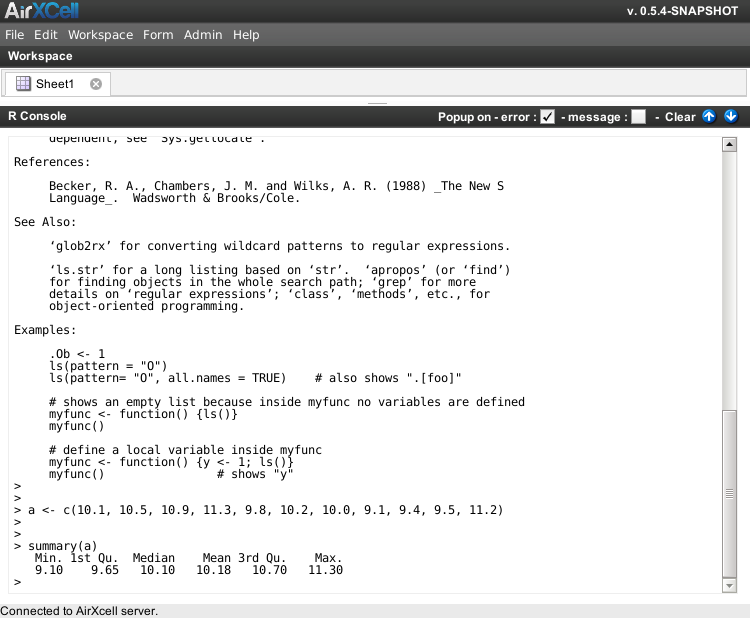 AirXCell
v. 0.5.4-SNAPSHOT
File Edit Workspace Form Admin Help
Workspace
Sheet1
R Console Popup on - error : - message : - Clear
dependent, see ‘Sys.getlocale’.
References:
Becker, R. A., Chambers, J. M. and Wilks, A. R. (1988) _The New S
Language_. Wadsworth & Brooks/Cole.
See Also:
‘glob2rx’ for converting wildcard patterns to regular expressions.
‘ls.str’ for a long listing based on ‘str’. ‘apropos’ (or ‘find’)
for finding objects in the whole search path; ‘grep’ for more
details on ‘regular expressions’; ‘class’, ‘methods’, etc., for
object-oriented programming.
Examples:
.Ob <- 1
ls(pattern = "O")
ls(pattern= "O", all.names = TRUE) # also shows ".[foo]"
# shows an empty list because inside myfunc no variables are defined
myfunc <- function() {ls()}
myfunc()
# define a local variable inside myfunc
myfunc <- function() {y <- 1; ls()}
myfunc() # shows "y"
>
>
> a <- c(10.1, 10.5, 10.9, 11.3, 9.8, 10.2, 10.0, 9.1, 9.4, 9.5, 11.2)
>
>
> summary(a)
Min. 1st Qu. Median Mean 3rd Qu. Max.
9.10 9.65 10.10 10.18 10.70 11.30
>
Connected to AirXcell server.